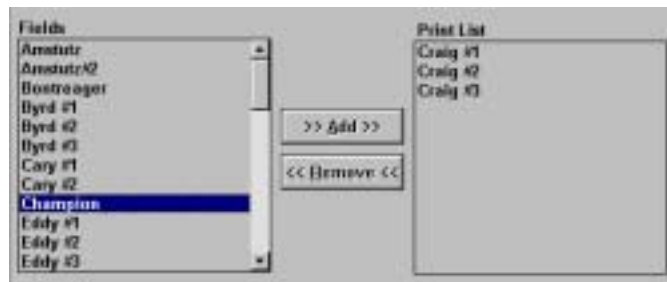 Fields
Amstutz
Amstutz#2
Bontreager
Byrd #1
Byrd #2
Byrd #3
Cary #1
Cary #2
Champion
Eddy #1
Eddy #2
Eddy #3
>> Add >>
<< Remove <<
Print List
Craig #1
Craig #2
Craig #3